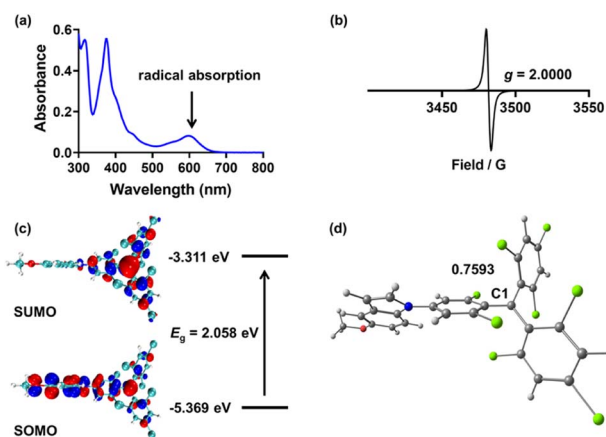 (a)
0.6
0.4
0.2
0.0
Absorbance
radical absorption
300 400 500 600 700 800
Wavelength (nm)
(b)
g = 2.0000
3450 3500 3550
Field / G
(c)
-3.311 eV
SUMO
Eg = 2.058 eV
-5.369 eV
SOMO
(d)
0.7593
C1